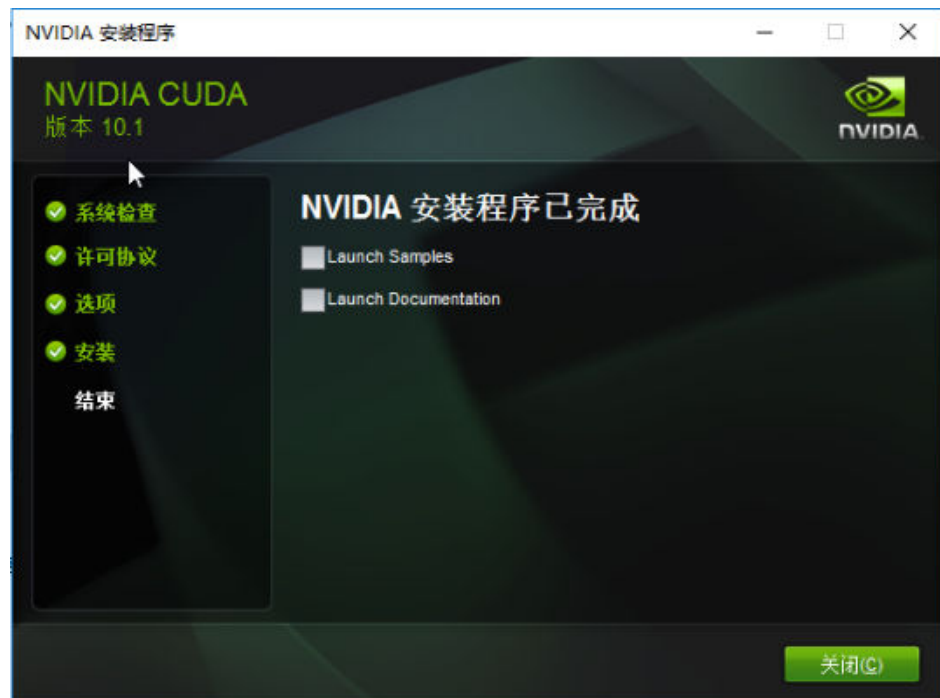 NVIDIA 安装程序
NVIDIA CUDA
版本 10.1
NVIDIA
系统检查
许可协议
选项
安装
结束
NVIDIA 安装程序已完成
Launch Samples
Launch Documentation
关闭(C)